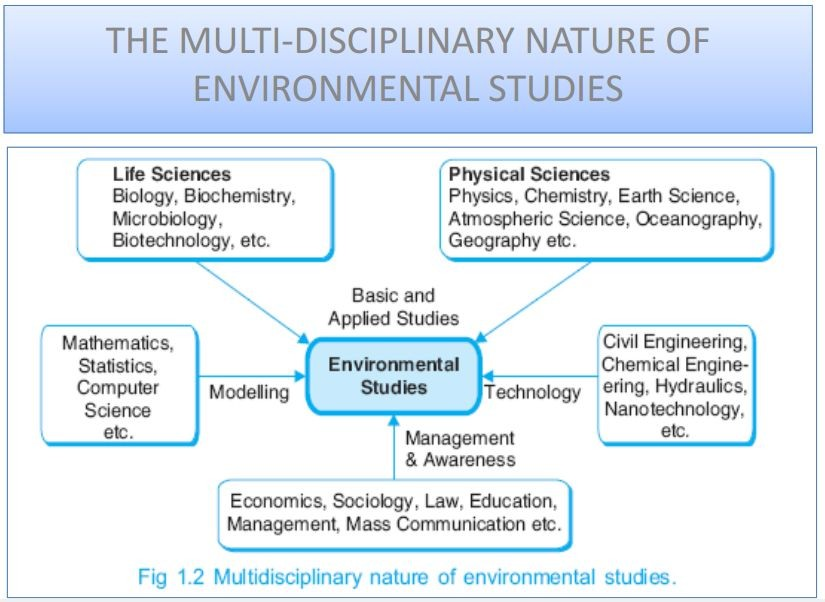 THE MULTI-DISCIPLINARY NATURE OF
ENVIRONMENTAL STUDIES
Life Sciences
Biology, Biochemistry,
Microbiology,
Biotechnology, etc.
Physical Sciences
Physics, Chemistry, Earth Science,
Atmospheric Science, Oceanography,
Geography etc.
Basic and
Applied Studies
Mathematics,
Statistics,
Computer
Science
etc.
Modelling
Environmental
Studies
Technology
Civil Engineering,
Chemical Engine-
ering, Hydraulics,
Nanotechnology,
etc.
Management
& Awareness
Economics, Sociology, Law, Education,
Management, Mass Communication etc.
Fig 1.2 Multidisciplinary nature of environmental studies.